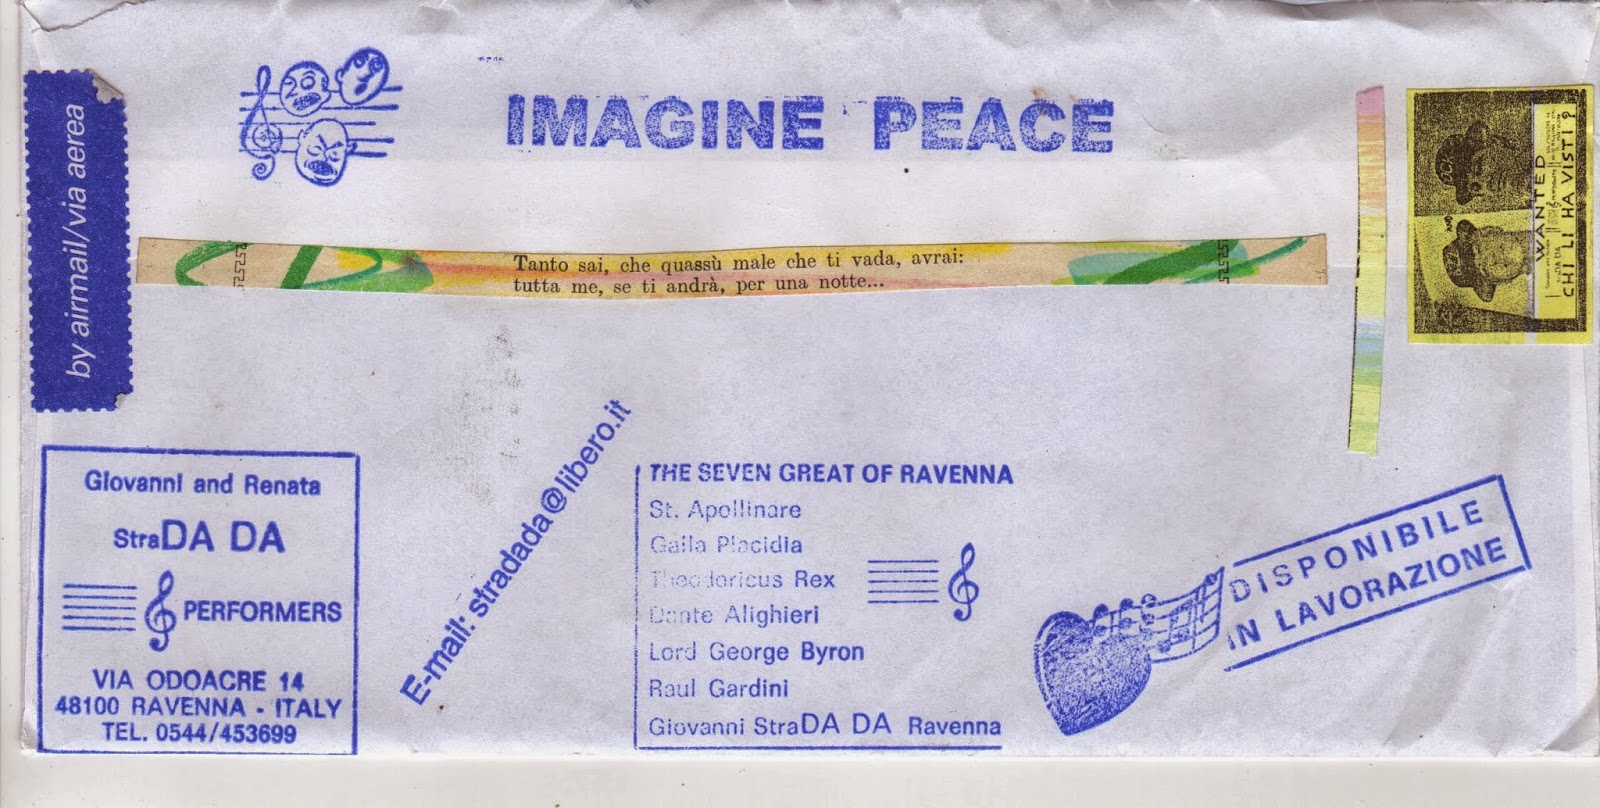 IMAGINE PEACE
by airmail/via aerea
Tanto sai, che quassù male che ti vada, avrai:
tutta me, se ti andrà, per una notte...
WANTED
CHI LI HA VISTI?
Giovanni and Renata
StraDA DA
PERFORMERS
VIA ODOACRE 14
48100 RAVENNA - ITALY
TEL. 0544/453699
E-mail: stradada@libero.it
THE SEVEN GREAT OF RAVENNA
St. Apollinare
Galla Placidia
Theodoricus Rex
Dante Alighieri
Lord George Byron
Raul Gardini
Giovanni StraDA DA Ravenna
DISPONIBILE
IN LAVORAZIONE